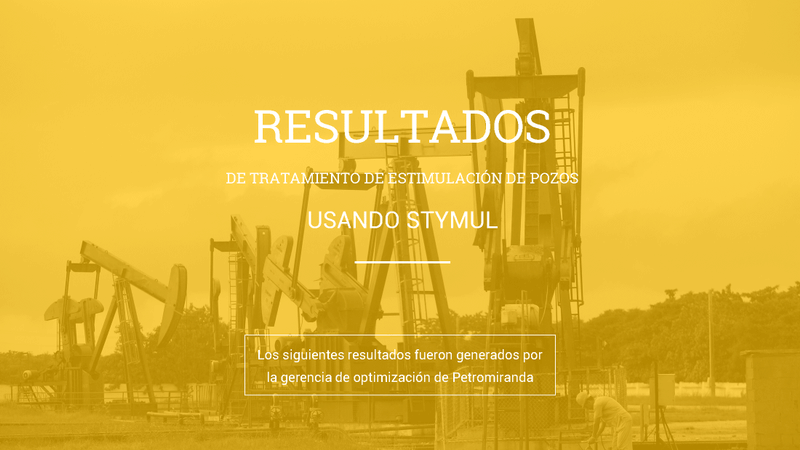 RESULTADOS
DE TRATAMIENTO DE ESTIMULACIÓN DE POZOS
USANDO STYMUL
Los siguientes resultados fueron generados por
la gerencia de optimización de Petromiranda